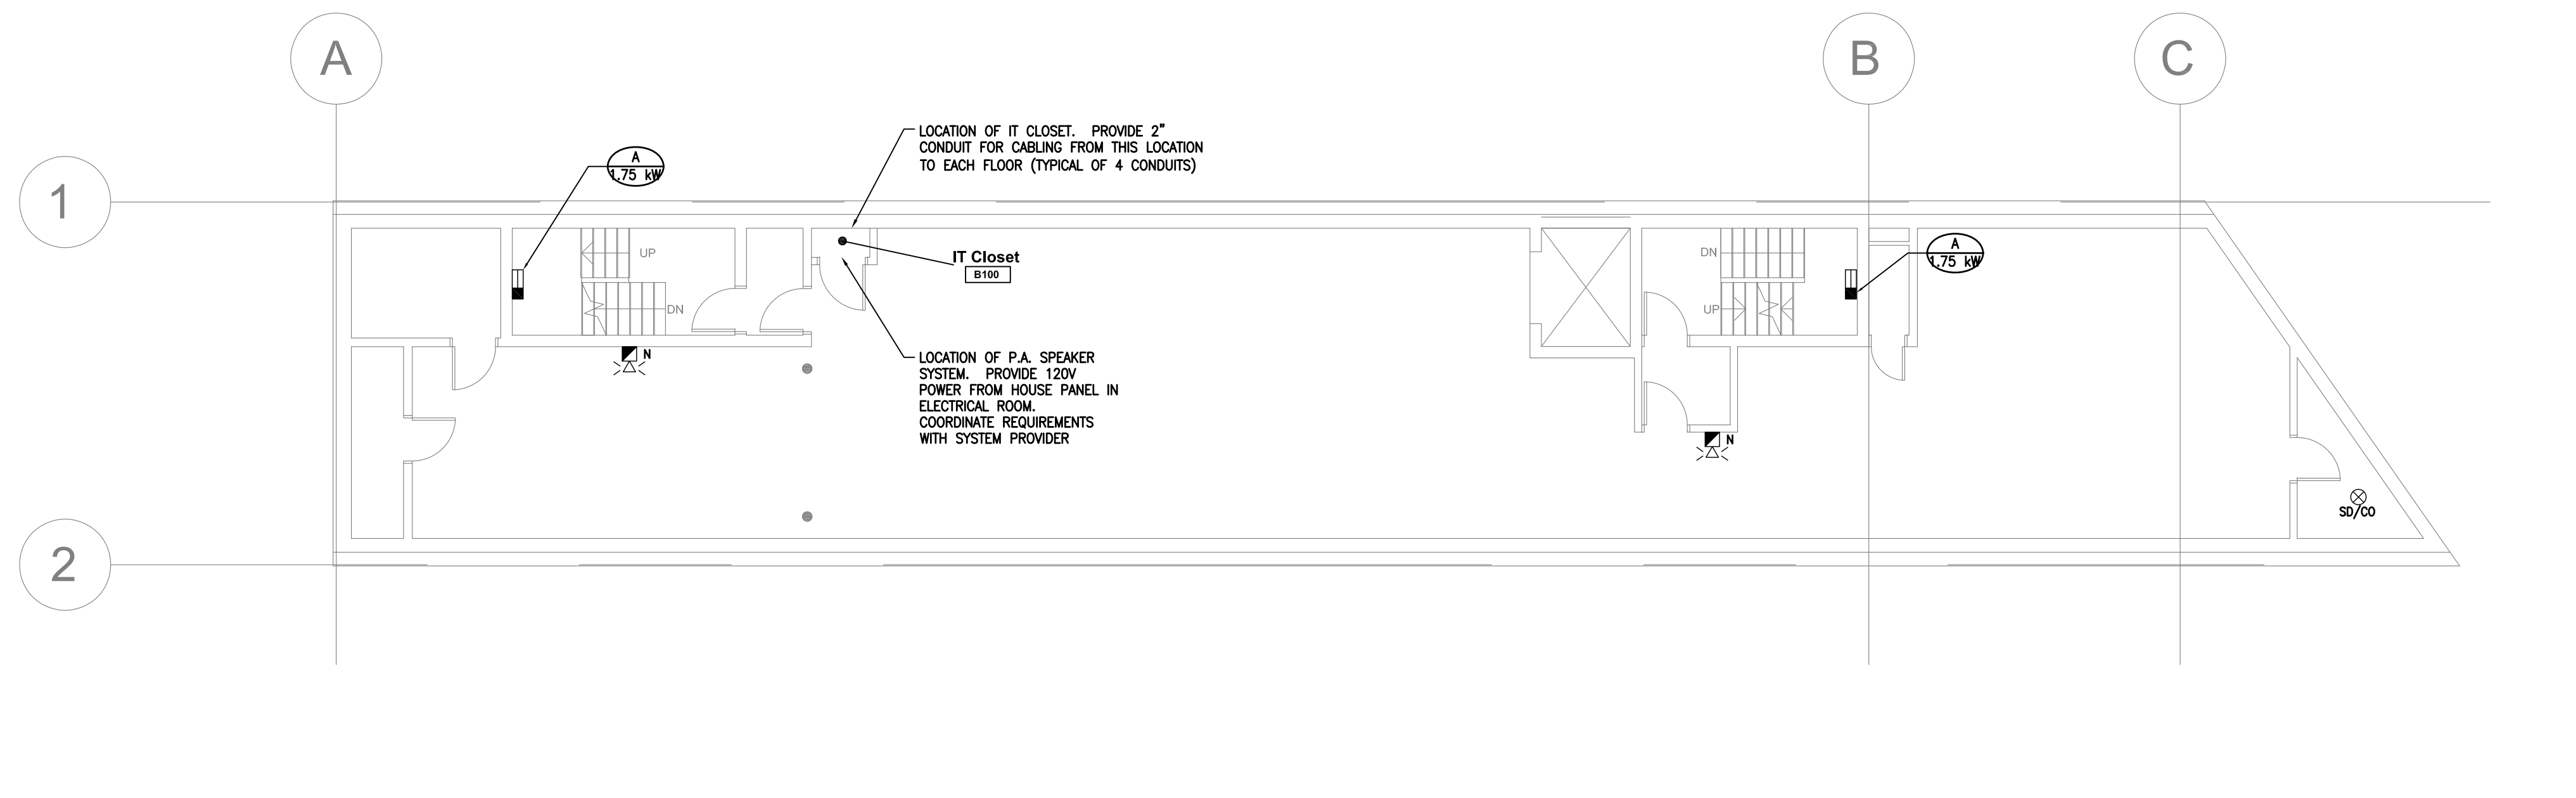 A
B
C
1
2
A
1.75 kW
LOCATION OF IT CLOSET. PROVIDE 2"
CONDUIT FOR CABLING FROM THIS LOCATION
TO EACH FLOOR (TYPICAL OF 4 CONDUITS)
UP
DN
IT Closet
B100
N
LOCATION OF P.A. SPEAKER
SYSTEM. PROVIDE 120V
POWER FROM HOUSE PANEL IN
ELECTRICAL ROOM.
COORDINATE REQUIREMENTS
WITH SYSTEM PROVIDER
DN
UP
A
1.75 kW
N
SD/CO